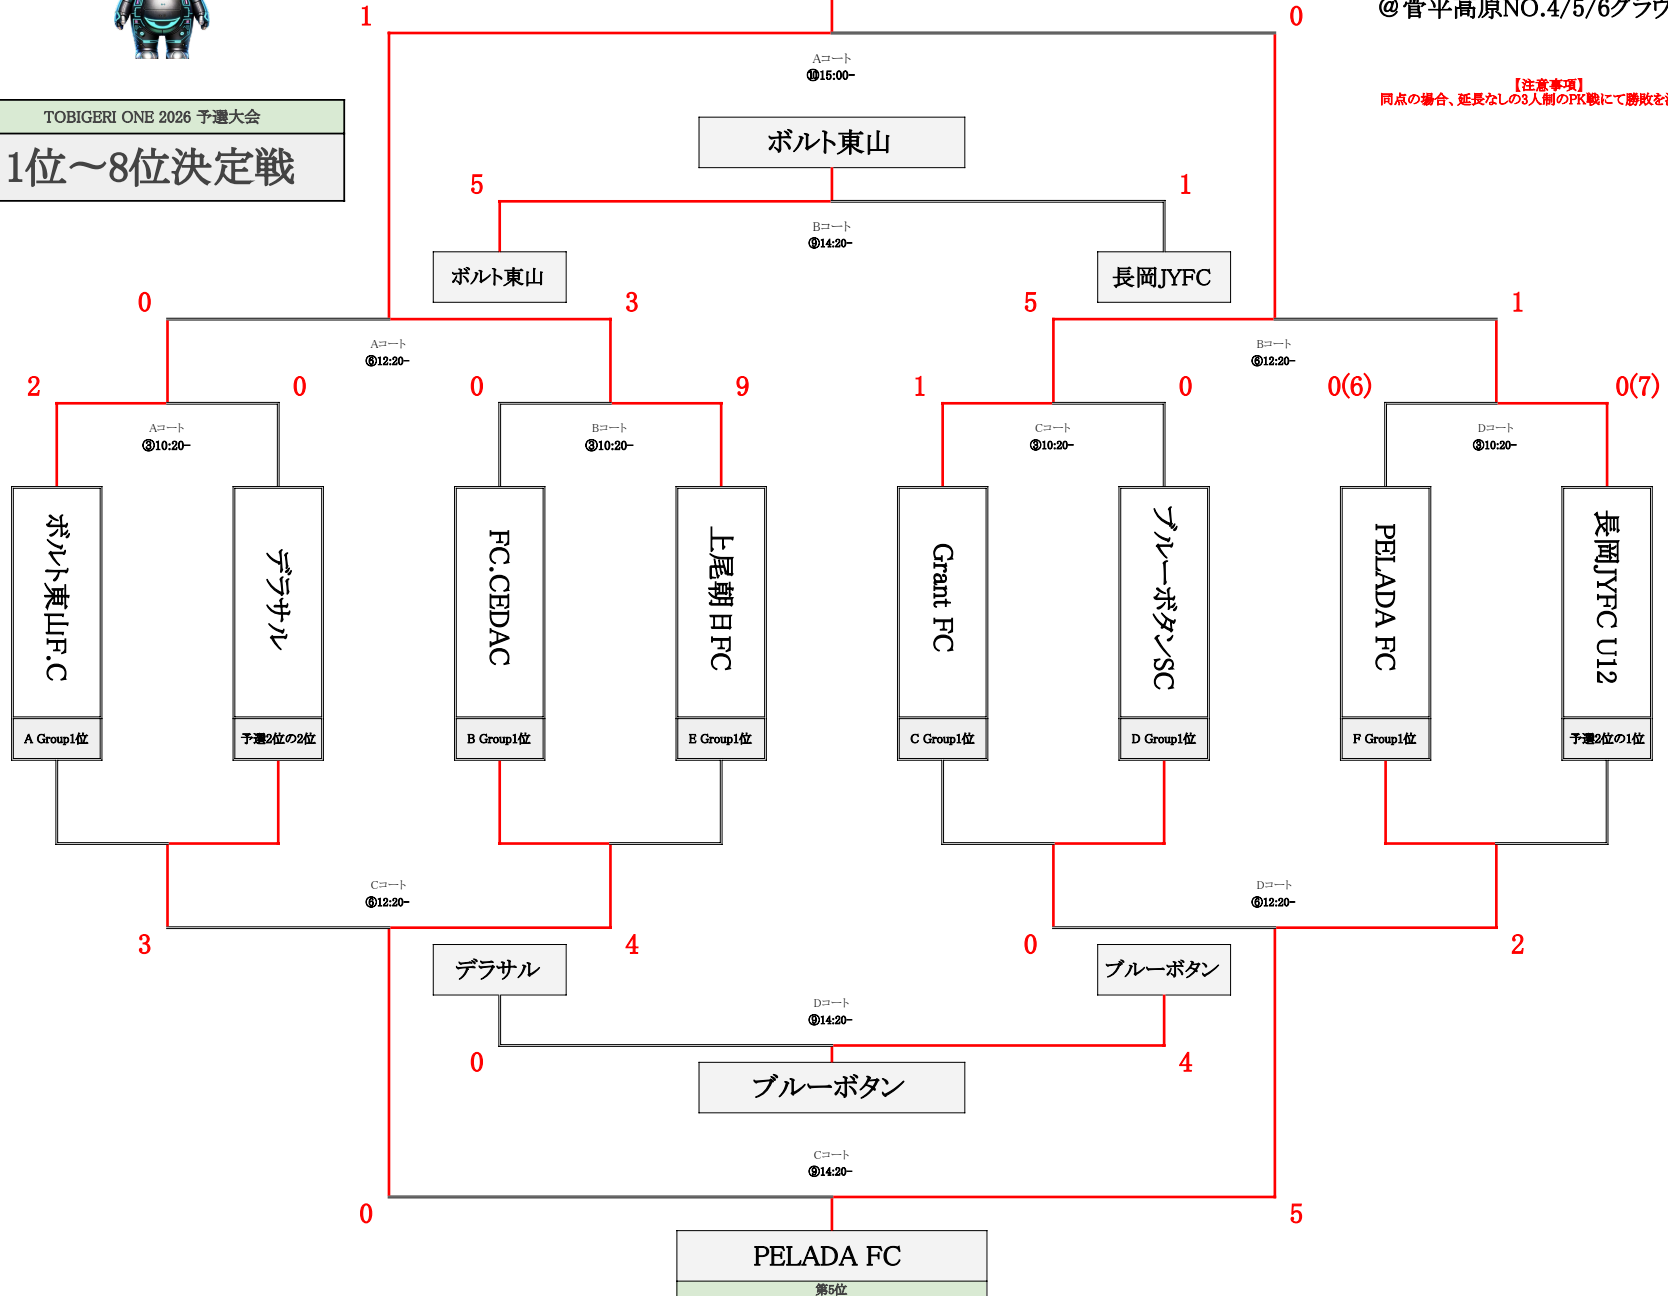 1
0
@菅平高原NO.4/5/6グラウ
Aコート
⑩15:00-
【注意事項】
同点の場合、延長なしの3人制のPK戦にて勝敗を
TOBIGERI ONE 2026 予選大会
1位～8位決定戦
ボルト東山
5
1
Bコート
⑨14:20-
ボルト東山
長岡JYFC
0
3
5
1
Aコート
⑥12:20-
Bコート
⑥12:20-
2
0
0
9
1
0
0(6)
0(7)
Aコート
③10:20-
Bコート
③10:20-
Cコート
③10:20-
Dコート
③10:20-
ボルト東山F.C
デラサル
FC.CEDAC
上尾朝日FC
Grant FC
ブルーボタンSC
PELADA FC
長岡JYFC U12
A Group1位
予選2位の2位
B Group1位
E Group1位
C Group1位
D Group1位
F Group1位
予選2位の1位
Cコート
⑥12:20-
Dコート
⑥12:20-
3
4
0
2
デラサル
ブルーボタン
Dコート
⑨14:20-
0
4
ブルーボタン
Cコート
⑨14:20-
0
5
PELADA FC
第5位